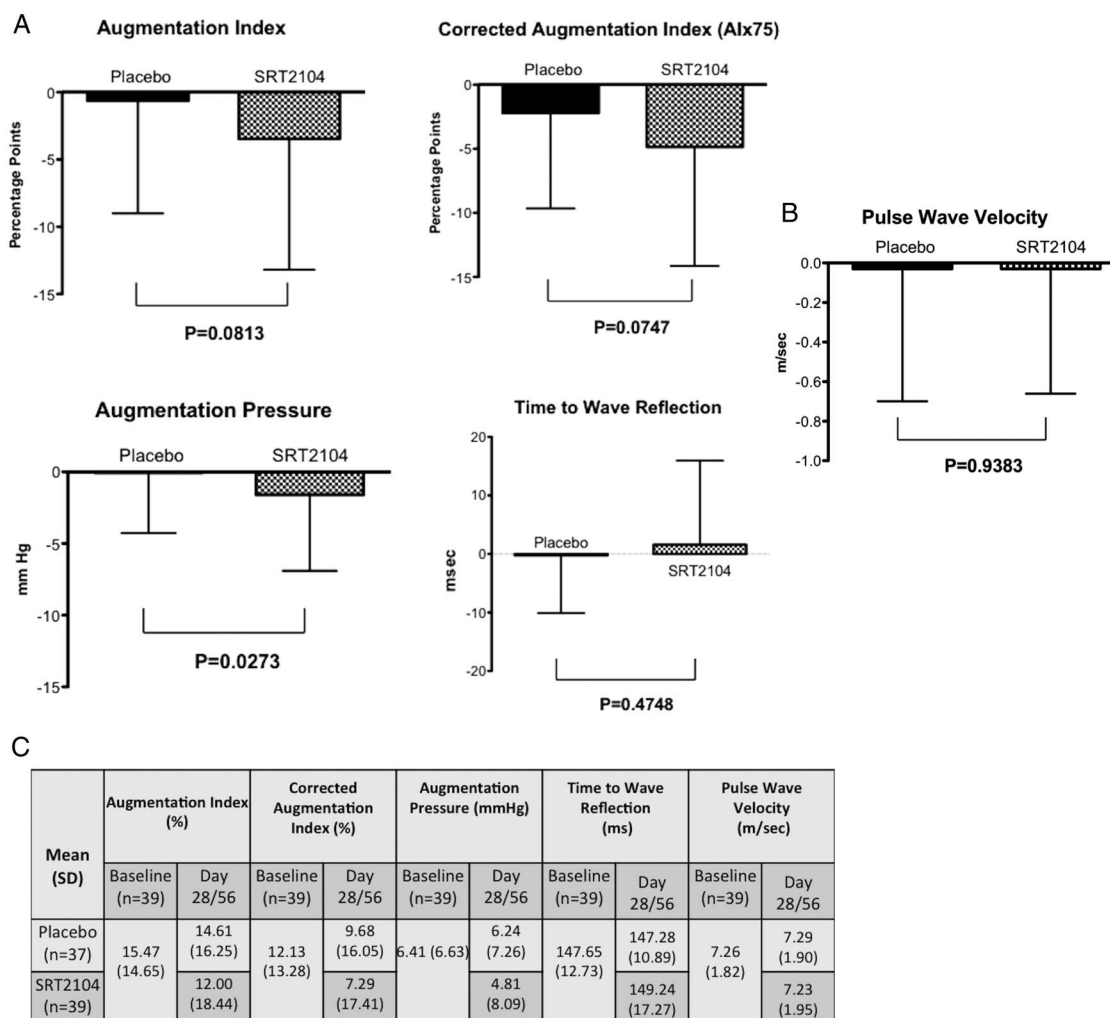 A
Augmentation Index
Placebo SRT2104
Percentage Points
0
-5
-10
-15
P=0.0813
Corrected Augmentation Index (AIx75)
Placebo SRT2104
Percentage Points
0
-5
-10
-15
P=0.0747
B
Pulse Wave Velocity
Placebo SRT2104
m/sec
0.0
-0.2
-0.4
-0.6
-0.8
-1.0
P=0.9383
Augmentation Pressure
Placebo SRT2104
mm Hg
0
-5
-10
-15
P=0.0273
Time to Wave Reflection
msec
20
10
0
-10
-20
Placebo
SRT2104
P=0.4748
C
Mean
(SD)
Augmentation Index
(%)
Corrected
Augmentation
Index (%)
Augmentation
Pressure (mmHg)
Time to Wave
Reflection
(ms)
Pulse Wave
Velocity
(m/sec)
Baseline
(n=39)
Day
28/56
Baseline
(n=39)
Day
28/56
Baseline
(n=39)
Day
28/56
Baseline
(n=39)
Day
28/56
Baseline
(n=39)
Day
28/56
Placebo
(n=37)
15.47
(14.65)
14.61
(16.25)
12.13
(13.28)
9.68
(16.05)
6.41 (6.63)
6.24
(7.26)
147.65
(12.73)
147.28
(10.89)
7.26
(1.82)
7.29
(1.90)
SRT2104
(n=39)
12.00
(18.44)
7.29
(17.41)
4.81
(8.09)
149.24
(17.27)
7.23
(1.95)